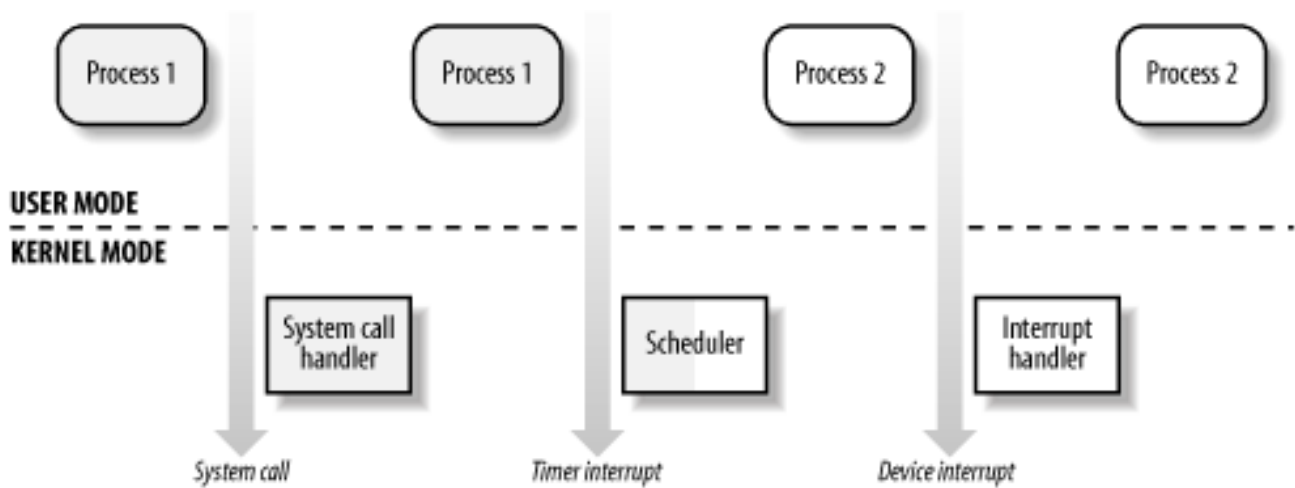 Process 1
Process 1
Process 2
Process 2
USER MODE
KERNEL MODE
System call
handler
Scheduler
Interrupt
handler
System call
Timer interrupt
Device interrupt